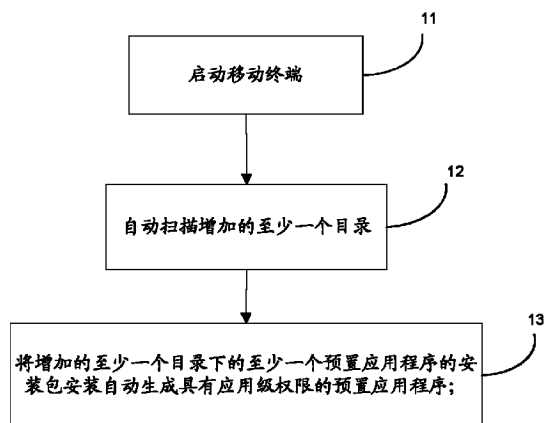 11
启动移动终端
12
自动扫描增加的至少一个目录
13
将增加的至少一个目录下的至少一个预置应用程序的安
装包安装自动生成具有应用级权限的预置应用程序;